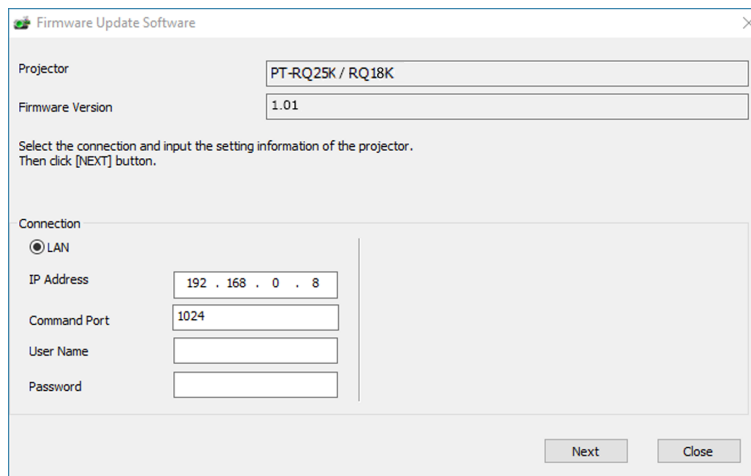 Firmware Update Software
Projector
PT-RQ25K / RQ18K
Firmware Version
1.01
Select the connection and input the setting information of the projector.
Then click [NEXT] button.
Connection
LAN
IP Address
192 . 168 . 0 . 8
Command Port
1024
User Name
Password
Next
Close